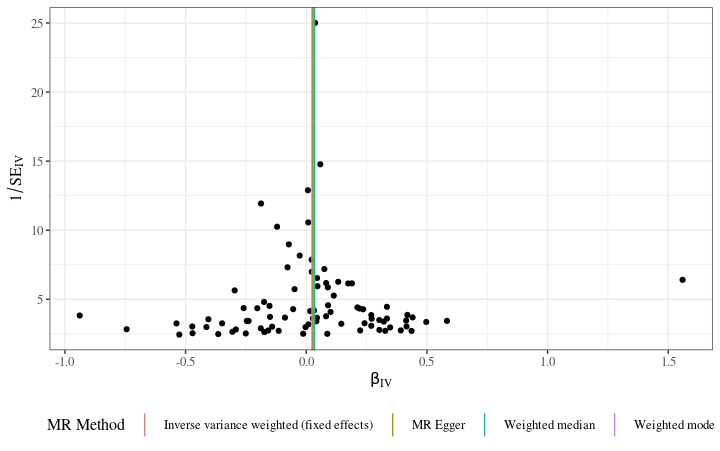 25
20
15
10
5
1/SE_IV
-1.0 -0.5 0.0 0.5 1.0 1.5
β_IV
MR Method Inverse variance weighted (fixed effects) MR Egger Weighted median Weighted mode